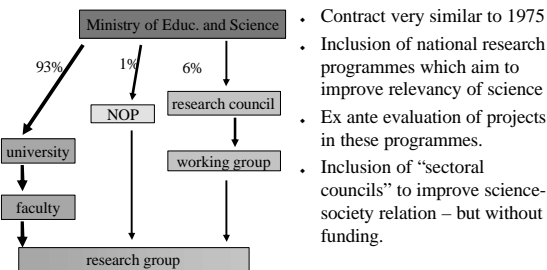 Ministry of Educ. and Science
93%
1%
6%
NOP
research council
university
working group
faculty
research group
• Contract very similar to 1975
• Inclusion of national research
programmes which aim to
improve relevancy of science
• Ex ante evaluation of projects
in these programmes.
• Inclusion of “sectoral
councils” to improve science-
society relation – but without
funding.